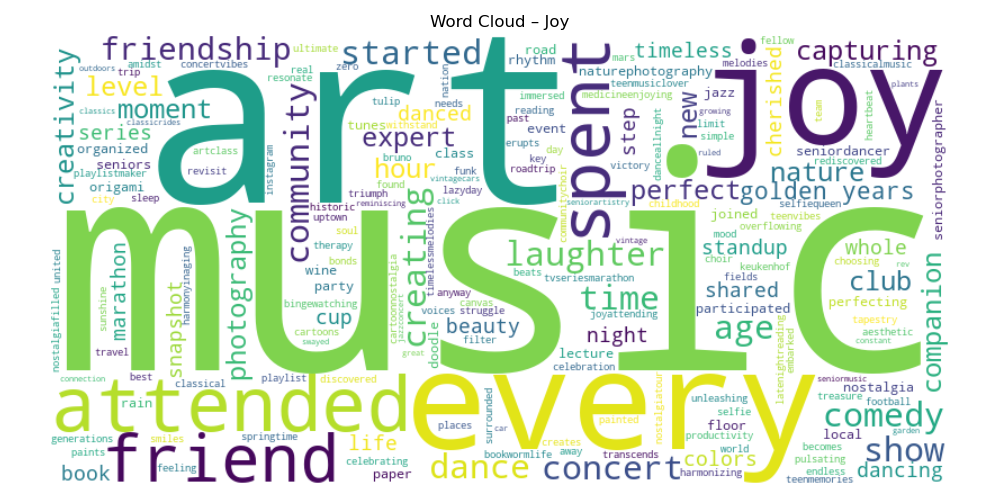 Word Cloud – Joy
music
art
joy
every
attended
friend
spent
friendship
started
timeless
capturing
creativity
level
moment
series
organized
seniors
origami
community
expert
danced
hour
creating
laughter
time
perfect
golden years
nature
new
step
cherished
standup
shared
participated
age
club
whole
companion
comedy
show
dancing
dance
concert
colors
life
book
night
beauty
cup
photography
snapshot
marathon
ultimate
amidst
concertvibes
real
resonate
zero
road
rhythm
nation
needs
immersed
reading
past
event
erupts
key
day
roadtrip
victory
mars
naturephotography
teenmusiclover
medicineenjoying
melodies
fellow
classicalmusic
outdoors
trip
classics
classicrides
playlistmaker
city
sleep
artclass
revisit
instagram
tulip
tunes
withstand
bruno
class
found
funk
vintagecars
lazyday
click
triumph
reminiscing
historic
uptown
soul
therapy
bonds
wine
party
bingewatching
cartoons
swayed
cartoonnostalgia
jazzconcert
great
timelessmelodies
anyway
canvas
voices
struggle
doodle
filter
beats
tvseriesmarathon
joyattending
lecture
celebration
communitychoir
seniorartistry
vintage
childhood
danceallnight
jazz
growing
limit
simple
ruled
team
heartbeat
plants
seniordancer
rediscovered
selfiequeen
seniorphotographer
joined
teenvibes
overflowing
mood
choir
keukenhof
fields
choosing
rev
perfecting
tapestry
aesthetic
constant
latenightreading
embarked
nostalgiafilled
united
sunshine
harmonyinaging
travel
connection
best
classical
playlist
discovered
rain
generations
smiles
springtime
paints
feeling
celebrating
paper
places
surrounded
car
bookwormlife
creates
away
painted
transcends
nostalgiatour
unleashing
selfie
floor
productivity
world
harmonizing
seniormusic
nostalgia
treasure
football
garden
local
becomes
pulsating
endless
teenmemories